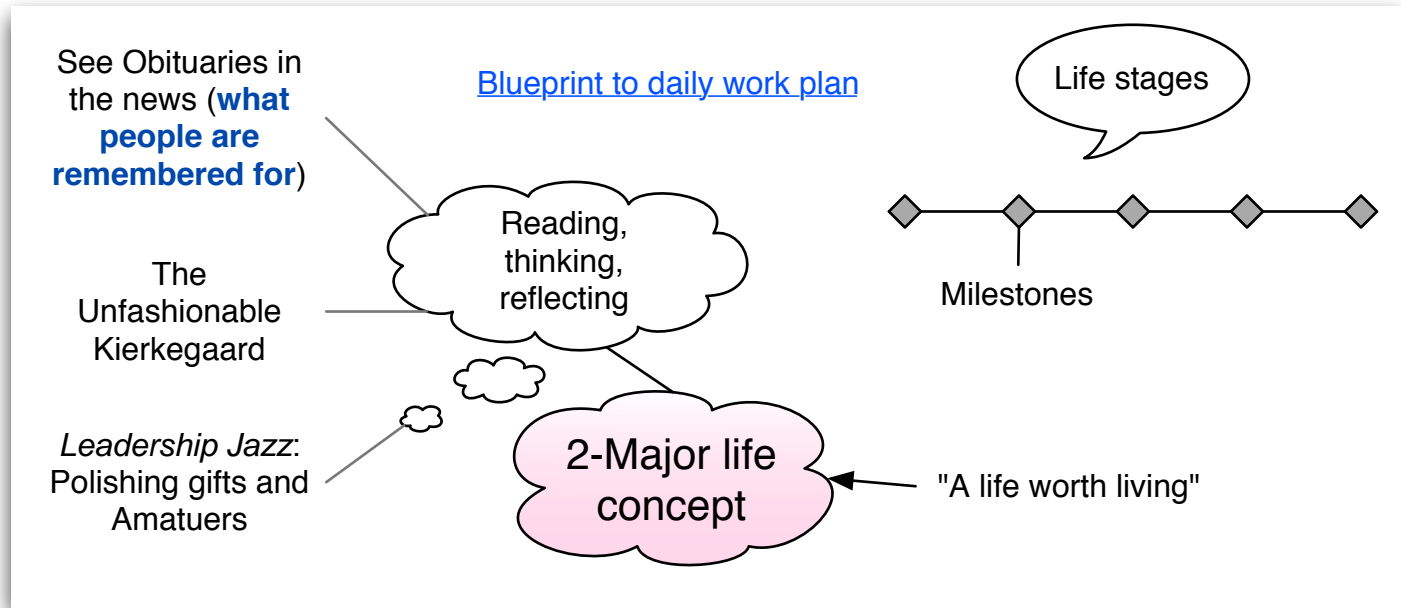 See Obituaries in
the news (what
people are
remembered for)
Blueprint to daily work plan
Life stages
Reading,
thinking,
reflecting
Milestones
The
Unfashionable
Kierkegaard
Leadership Jazz:
Polishing gifts and
Amatuers
2-Major life
concept
"A life worth living"